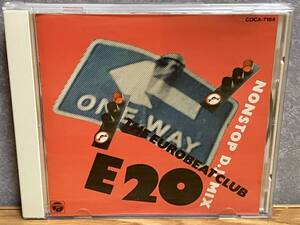 COCA-7184
ONE WAY
NONSTOP D.J. MIX
THE EUROBEAT CLUB
E20